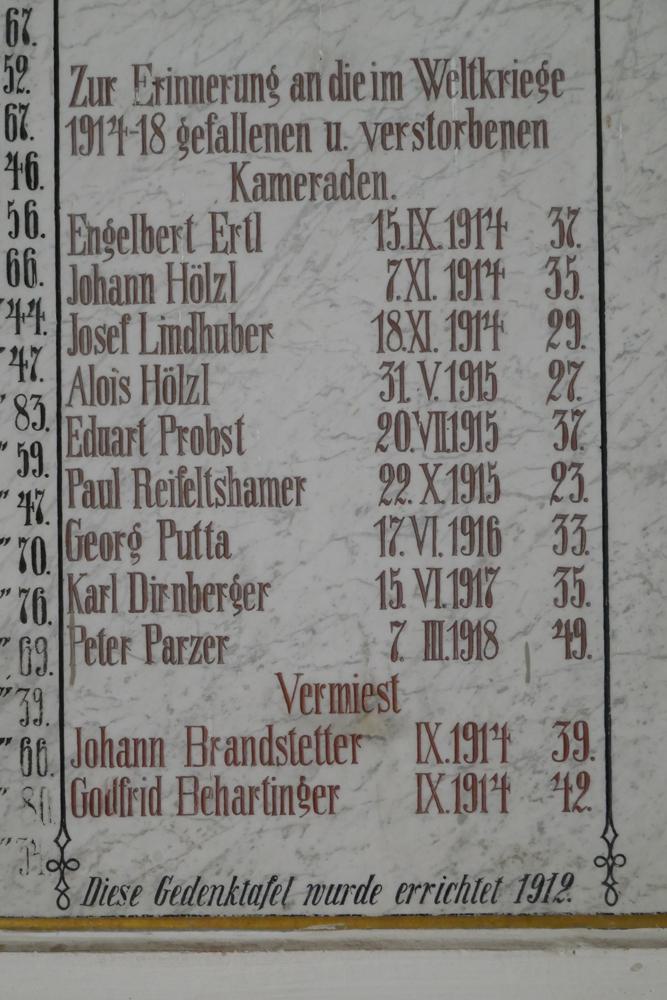 67.
52.
67.
46.
56.
66.
"44.
"47.
" 83.
" 59.
" 47.
" 70.
" 76.
" 69.
" 39.
" 66.
" 80.
Zur Erinnerung an die im Weltkriege
1914-18 gefallenen u. verstorbenen
Kameraden.
Engelbert Ertl 15.IX.1914 37.
Johann Hölzl 7.XI. 1914 35.
Josef Lindhuber 18.XI. 1914 29.
Alois Hölzl 31. V. 1915 27.
Eduart Probst 20.VII.1915 37.
Paul Reifeltshamer 22. X.1915 23.
Georg Putta 17. VI. 1916 33.
Karl Dirnberger 15. VI.1917 35.
Peter Parzer 7. III.1918 49.
Vermiest
Johann Brandstetter IX.1914 39.
Godfrid Behartinger IX.1914 42.
Diese Gedenktafel wurde errichtet 1912.